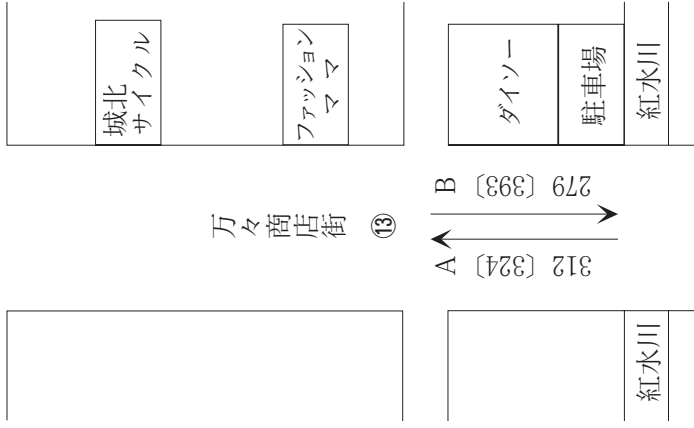 城北
サイクル
ファッション
ママ
ダイソー
駐車場
紅水川
万々商店街 ⑬
B 〔393〕 279
A 〔324〕 312
紅水川